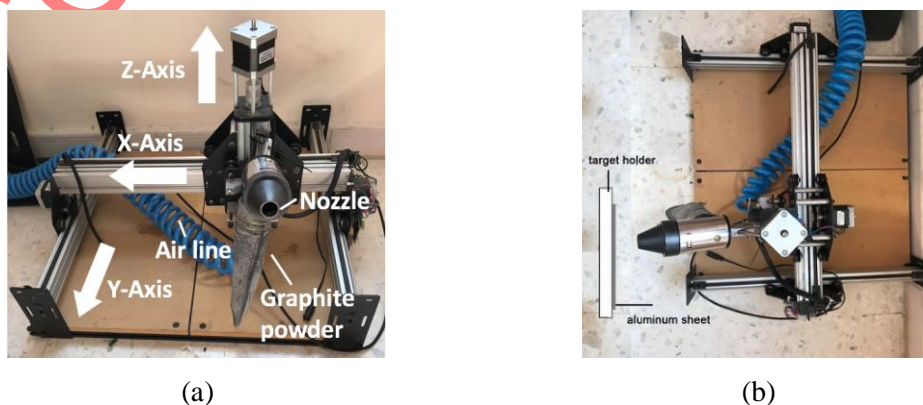 Z-Axis
X-Axis
Nozzle
Air line
Y-Axis
Graphite
powder
target holder
aluminum sheet
(a)
(b)